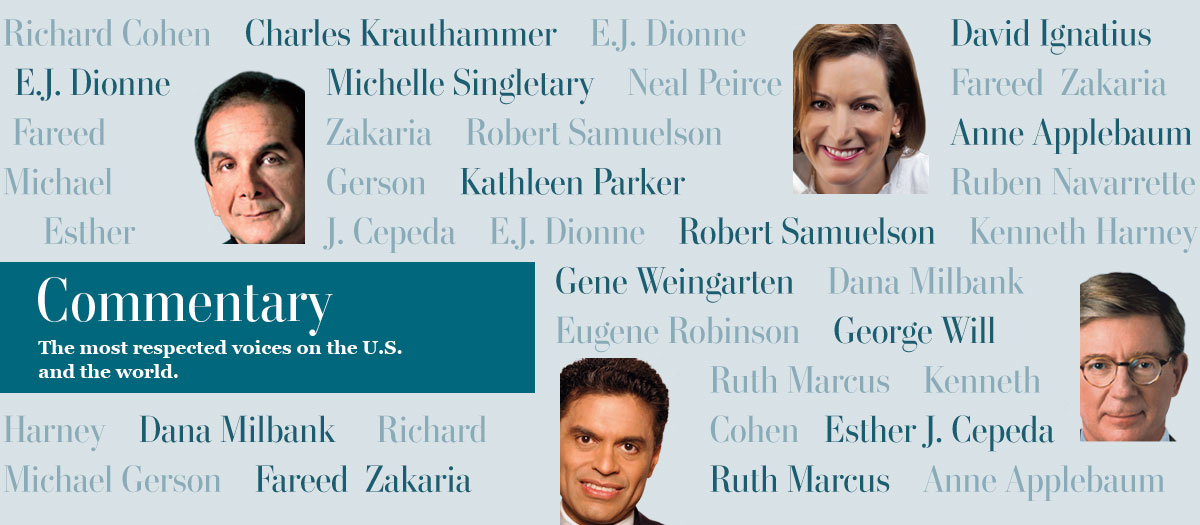 Richard Cohen Charles Krauthammer E.J. Dionne David Ignatius
E.J. Dionne Michelle Singletary Neal Peirce Fareed Zakaria
Fareed Zakaria Robert Samuelson Anne Applebaum
Michael Gerson Kathleen Parker Ruben Navarrette
Esther J. Cepeda E.J. Dionne Robert Samuelson Kenneth Harney
Gene Weingarten Dana Milbank
Commentary
The most respected voices on the U.S.
and the world.
Eugene Robinson George Will
Ruth Marcus Kenneth
Harney Dana Milbank Richard Cohen Esther J. Cepeda
Michael Gerson Fareed Zakaria Ruth Marcus Anne Applebaum